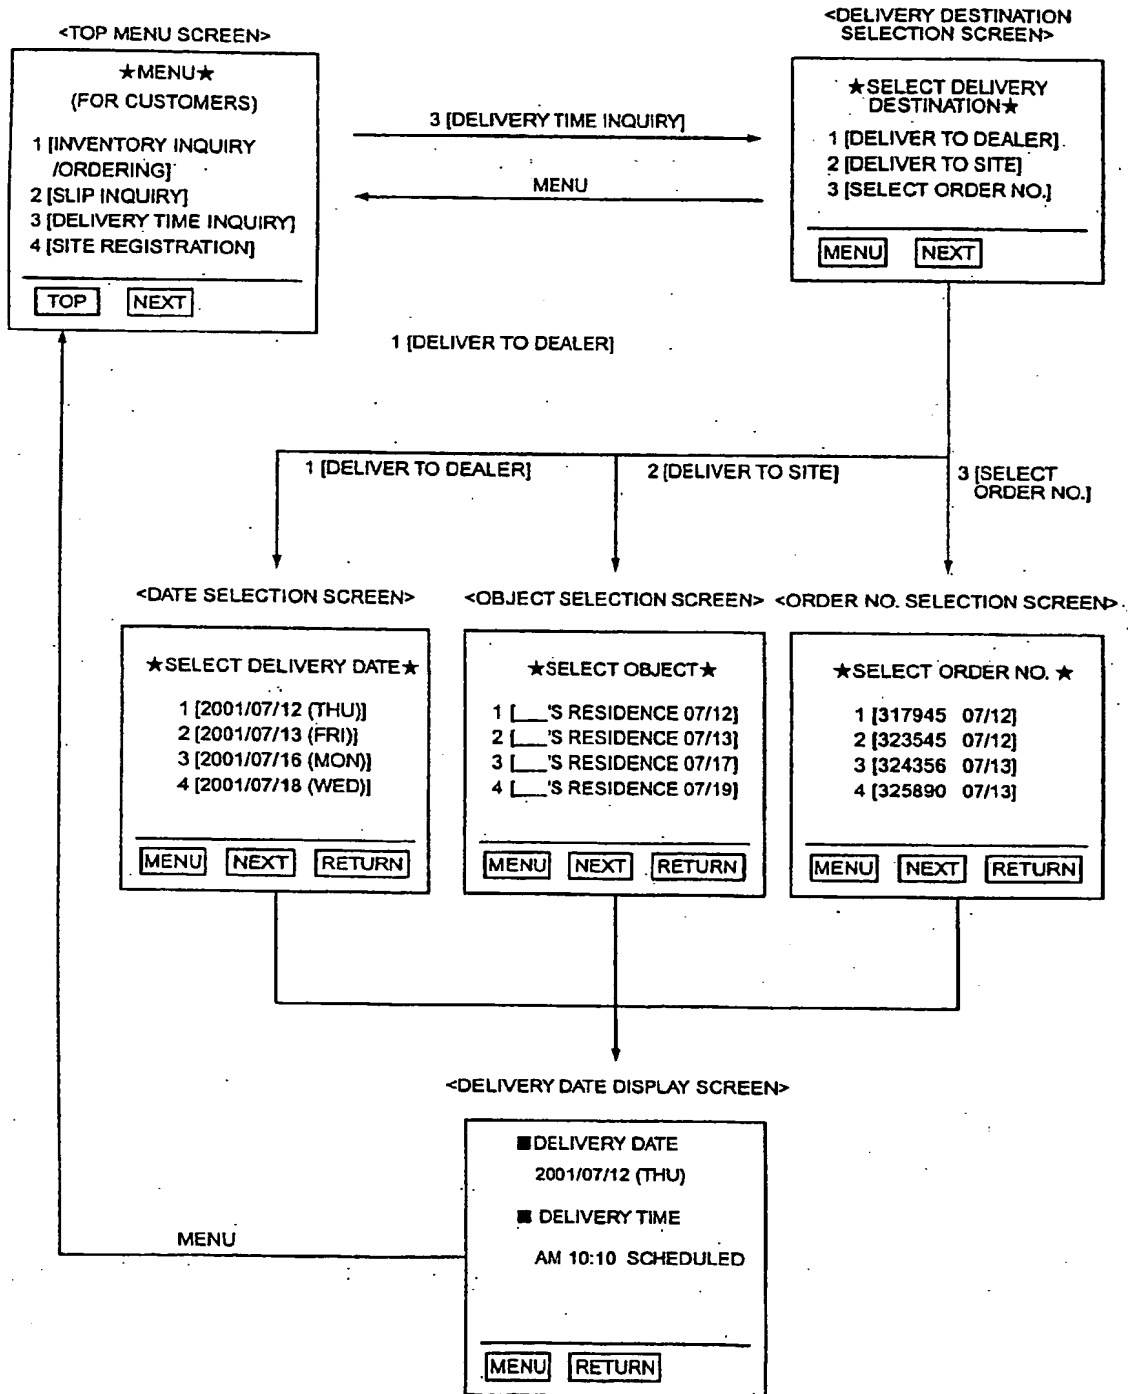 <TOP MENU SCREEN>
★MENU★
(FOR CUSTOMERS)
1 [INVENTORY INQUIRY
/ORDERING]
2 [SLIP INQUIRY]
3 [DELIVERY TIME INQUIRY]
4 [SITE REGISTRATION]
TOP NEXT
3 [DELIVERY TIME INQUIRY]
MENU
<DELIVERY DESTINATION
SELECTION SCREEN>
★SELECT DELIVERY
DESTINATION★
1 [DELIVER TO DEALER]
2 [DELIVER TO SITE]
3 [SELECT ORDER NO.]
MENU NEXT
1 [DELIVER TO DEALER]
1 [DELIVER TO DEALER]
2 [DELIVER TO SITE]
3 [SELECT
ORDER NO.]
<DATE SELECTION SCREEN>
★SELECT DELIVERY DATE★
1 [2001/07/12 (THU)]
2 [2001/07/13 (FRI)]
3 [2001/07/16 (MON)]
4 [2001/07/18 (WED)]
MENU NEXT RETURN
<OBJECT SELECTION SCREEN>
★SELECT OBJECT★
1 [___'S RESIDENCE 07/12]
2 [___'S RESIDENCE 07/13]
3 [___'S RESIDENCE 07/17]
4 [___'S RESIDENCE 07/19]
MENU NEXT RETURN
<ORDER NO. SELECTION SCREEN>
★SELECT ORDER NO. ★
1 [317945 07/12]
2 [323545 07/12]
3 [324356 07/13]
4 [325890 07/13]
MENU NEXT RETURN
<DELIVERY DATE DISPLAY SCREEN>
■DELIVERY DATE
2001/07/12 (THU)
■ DELIVERY TIME
AM 10:10 SCHEDULED
MENU RETURN
MENU